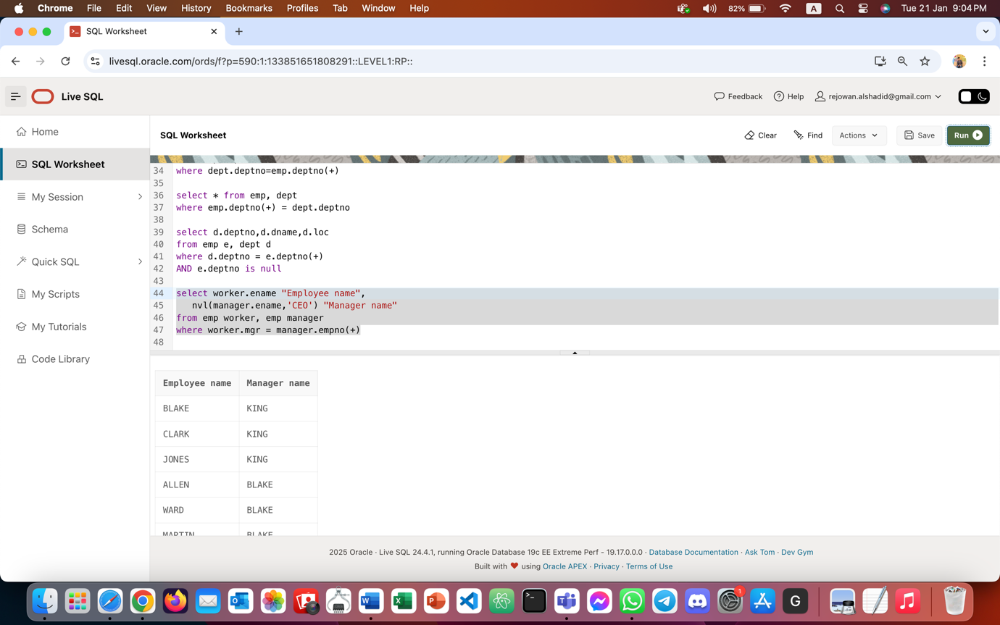 Chrome File Edit View History Bookmarks Profiles Tab Window Help 82% A Tue 21 Jan 9:04 PM
SQL Worksheet
livesql.oracle.com/ords/f?p=590:1:133851651808291::LEVEL1:RP::
Live SQL
Feedback Help rejowan.alshadid@gmail.com
Home
SQL Worksheet
My Session
Schema
Quick SQL
My Scripts
My Tutorials
Code Library
SQL Worksheet Clear Find Actions Save Run
34 where dept.deptno=emp.deptno(+)
35
36 select * from emp, dept
37 where emp.deptno(+) = dept.deptno
38
39 select d.deptno,d.dname,d.loc
40 from emp e, dept d
41 where d.deptno = e.deptno(+)
42 AND e.deptno is null
43
44 select worker.ename "Employee name",
45 nvl(manager.ename,'CEO') "Manager name"
46 from emp worker, emp manager
47 where worker.mgr = manager.empno(+)
48
Employee name Manager name
BLAKE KING
CLARK KING
JONES KING
ALLEN BLAKE
WARD BLAKE
MARTIN BLAKE
2025 Oracle · Live SQL 24.4.1, running Oracle Database 19c EE Extreme Perf - 19.17.0.0.0 · Database Documentation · Ask Tom · Dev Gym
Built with ❤ using Oracle APEX · Privacy · Terms of Use
1
W X P G